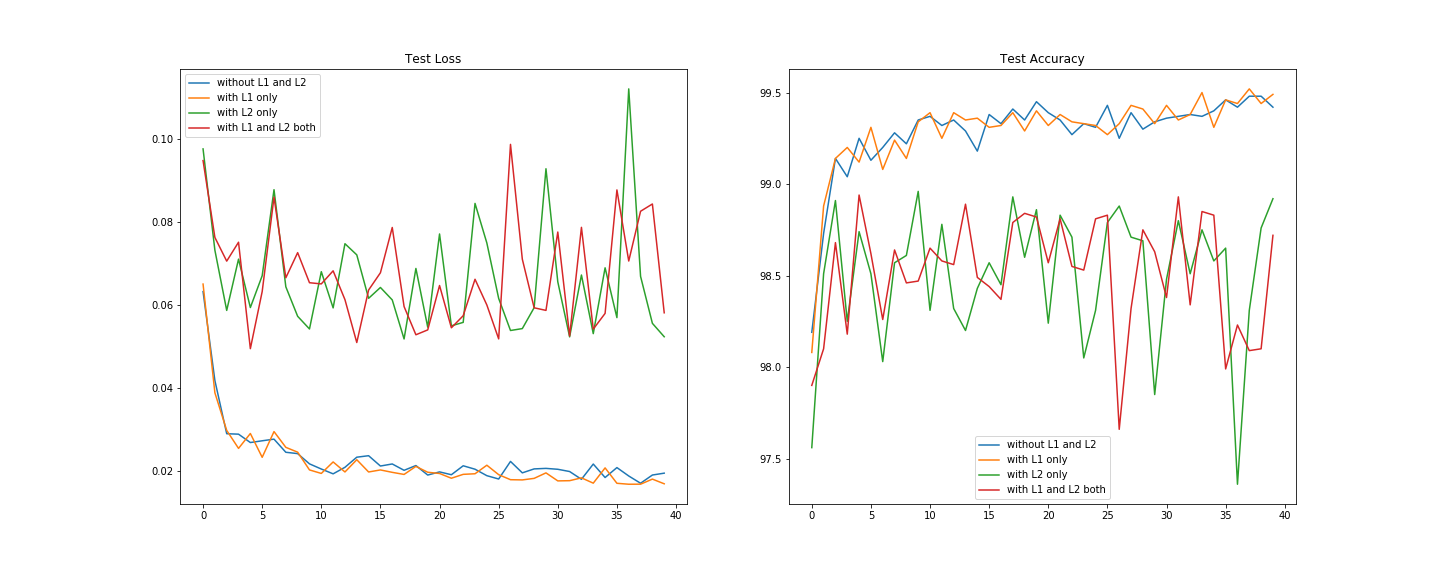 Test Loss
without L1 and L2
with L1 only
with L2 only
with L1 and L2 both
0.10
0.08
0.06
0.04
0.02
0 5 10 15 20 25 30 35 40
Test Accuracy
99.5
99.0
98.5
98.0
97.5
without L1 and L2
with L1 only
with L2 only
with L1 and L2 both
0 5 10 15 20 25 30 35 40